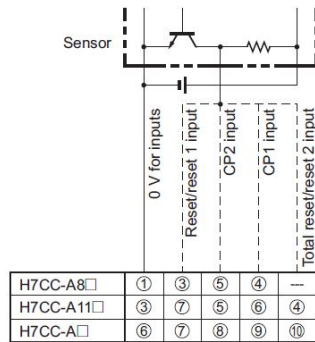 Sensor
0 V for inputs
Reset/reset 1 input
CP2 input
CP1 input
Total reset/reset 2 input
H7CC-A8□ ① ③ ⑤ ④ ---
H7CC-A11□ ③ ⑦ ⑤ ⑥ ④
H7CC-A□ ⑥ ⑦ ⑧ ⑨ ⑩